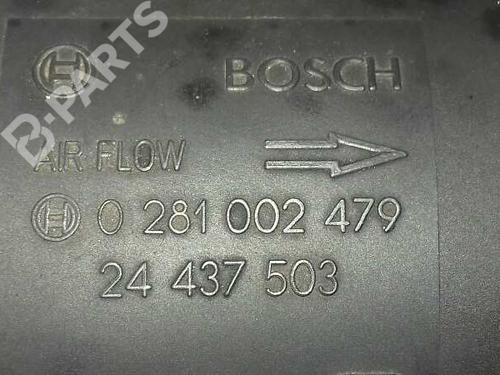 B-PARTS
BOSCH
AIR FLOW
0 281 002 479
24 437 503